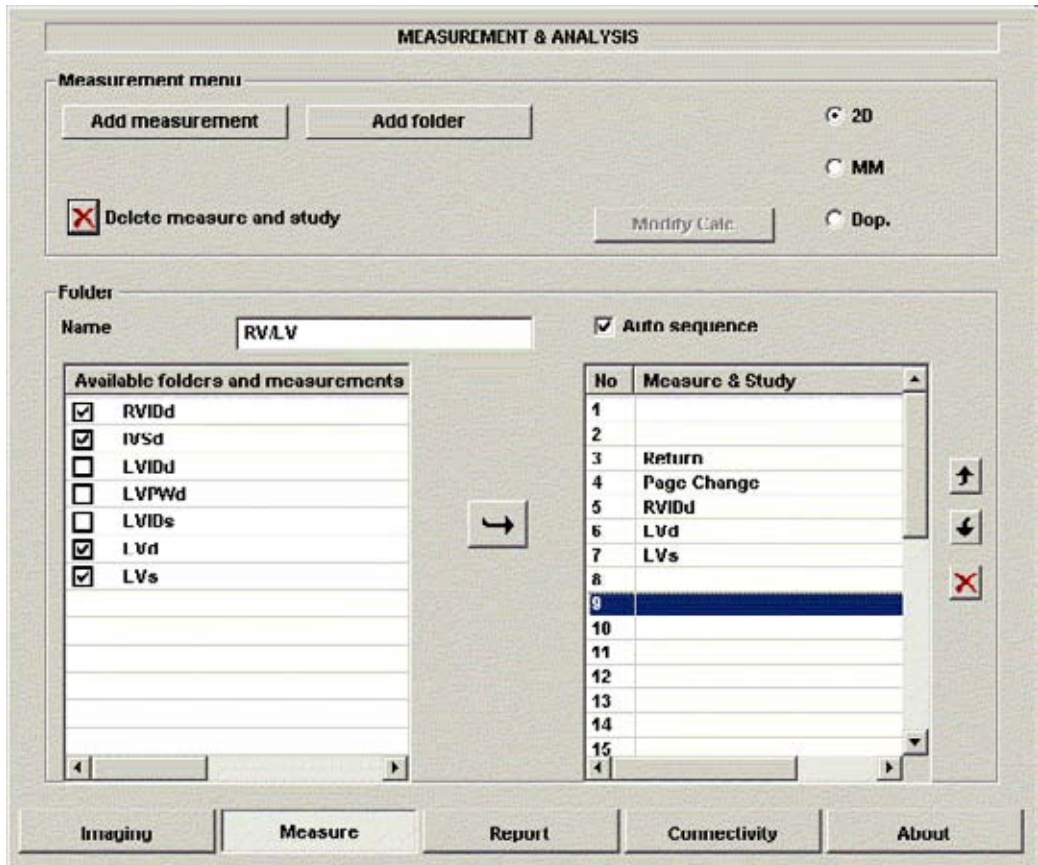 MEASUREMENT & ANALYSIS
Measurement menu
Add measurement
Add folder
2D
MM
Delete measure and study
Modify Calc
Dop.
Folder
Name
RV/LV
Auto sequence
Available folders and measurements
RVIDd
IVSd
LVIDd
LVPWd
LVIDs
LVd
LVs
No Measure & Study
1
2
3 Return
4 Page Change
5 RVIDd
6 LVd
7 LVs
8
9
10
11
12
13
14
15
Imaging
Measure
Report
Connectivity
About